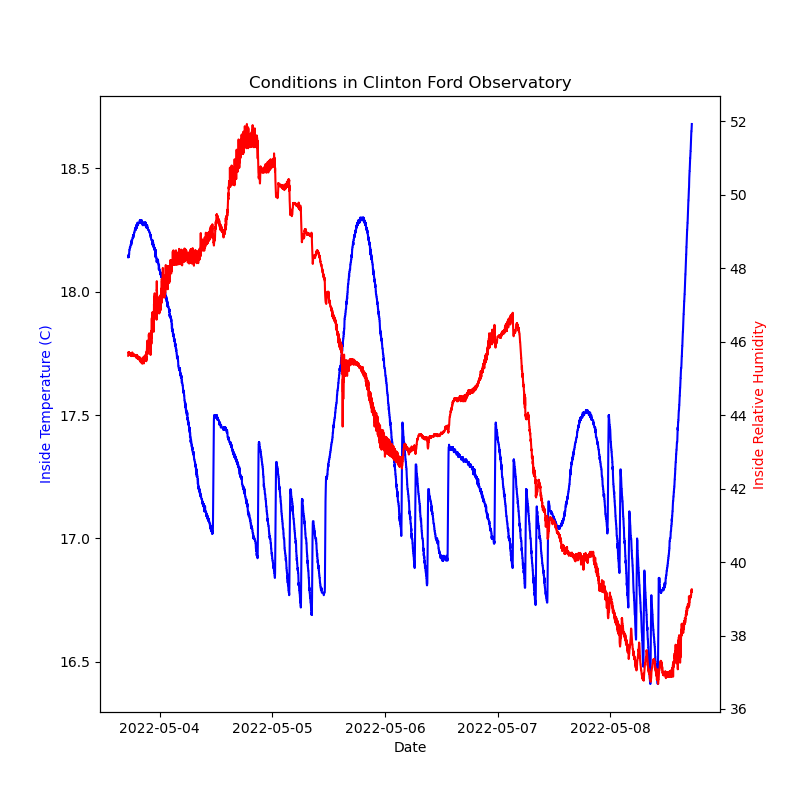 Conditions in Clinton Ford Observatory
18.5
18.0
17.5
17.0
16.5
Inside Temperature (C)
52
50
48
46
44
42
40
38
36
Inside Relative Humidity
2022-05-04 2022-05-05 2022-05-06 2022-05-07 2022-05-08
Date